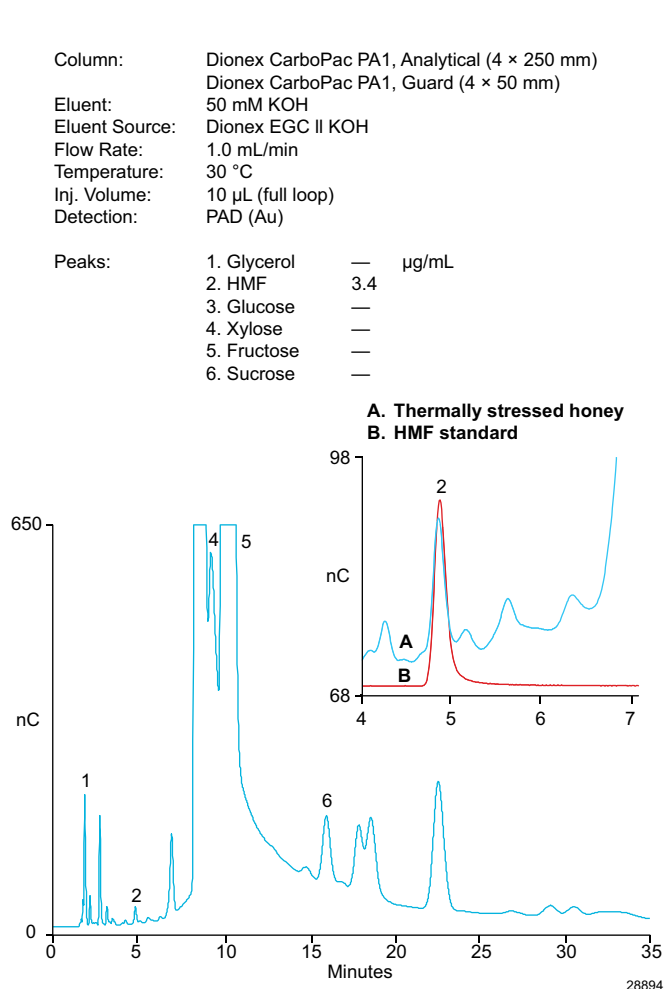 Column: Dionex CarboPac PA1, Analytical (4 × 250 mm)
Dionex CarboPac PA1, Guard (4 × 50 mm)
Eluent: 50 mM KOH
Eluent Source: Dionex EGC II KOH
Flow Rate: 1.0 mL/min
Temperature: 30 °C
Inj. Volume: 10 µL (full loop)
Detection: PAD (Au)
Peaks: 1. Glycerol — µg/mL
2. HMF 3.4
3. Glucose —
4. Xylose —
5. Fructose —
6. Sucrose —
A. Thermally stressed honey
B. HMF standard
98
2
nC
A
B
68
4 5 6 7
650
4
5
nC
1
2
6
0
0 5 10 15 20 25 30 35
Minutes
28894